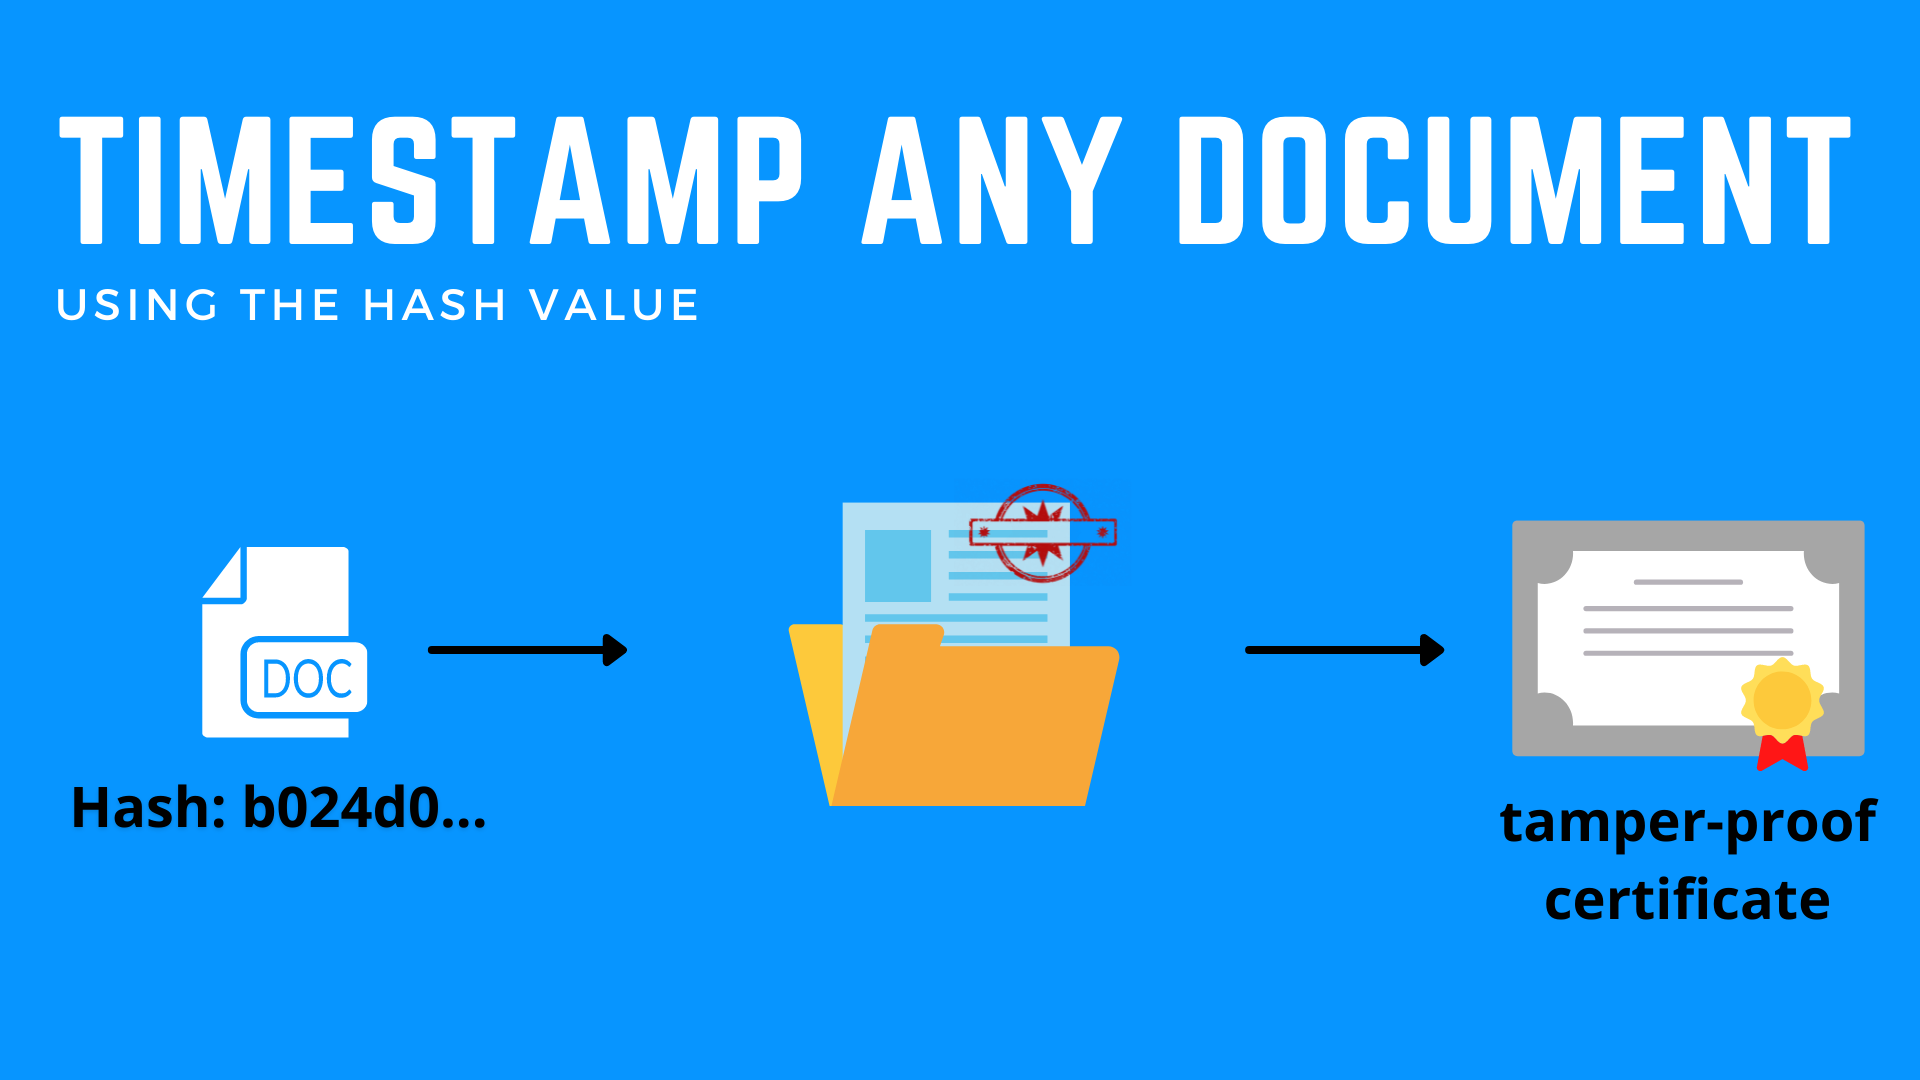 TIMESTAMP ANY DOCUMENT
USING THE HASH VALUE
DOC
Hash: b024d0...
tamper-proof
certificate